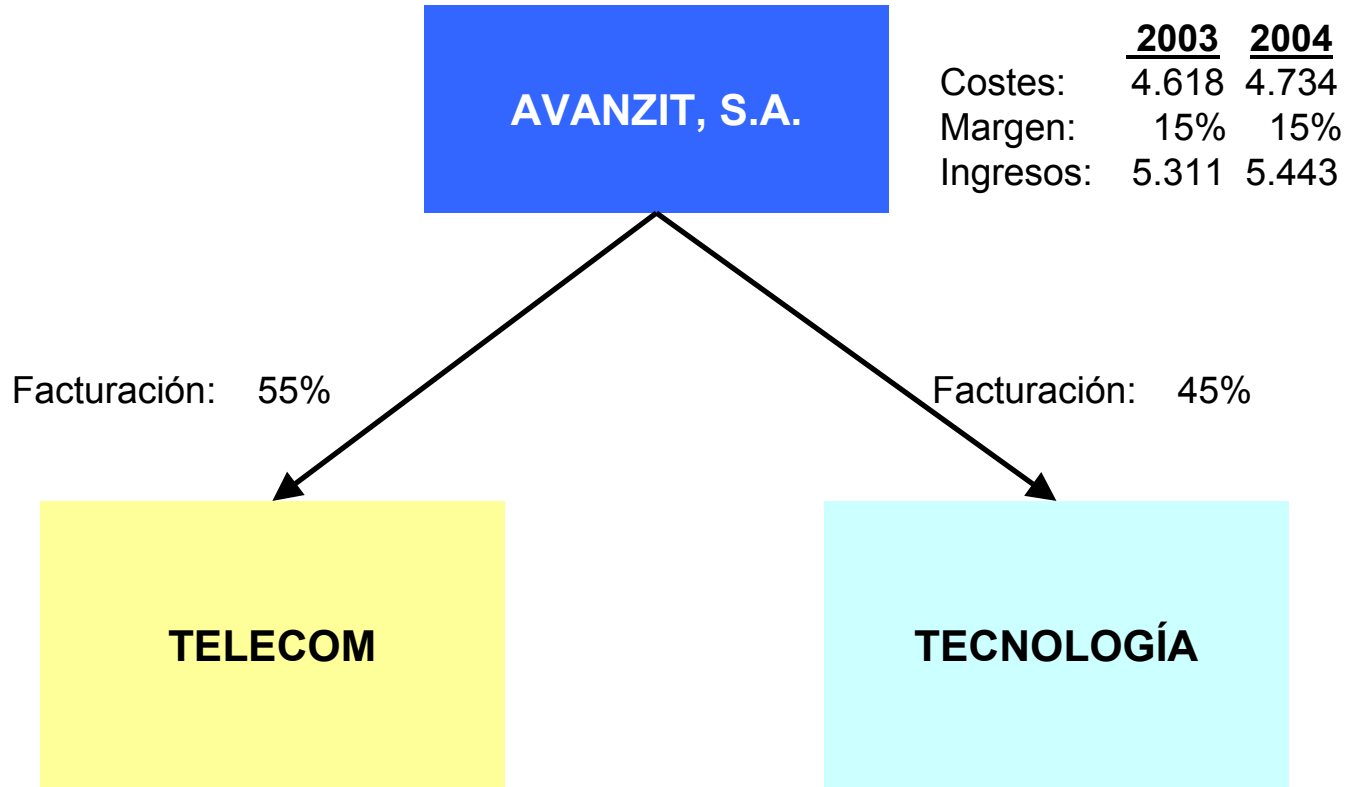 2003 2004
AVANZIT, S.A.
Costes: 4.618 4.734
Margen: 15% 15%
Ingresos: 5.311 5.443
Facturación: 55%
Facturación: 45%
TELECOM
TECNOLOGÍA